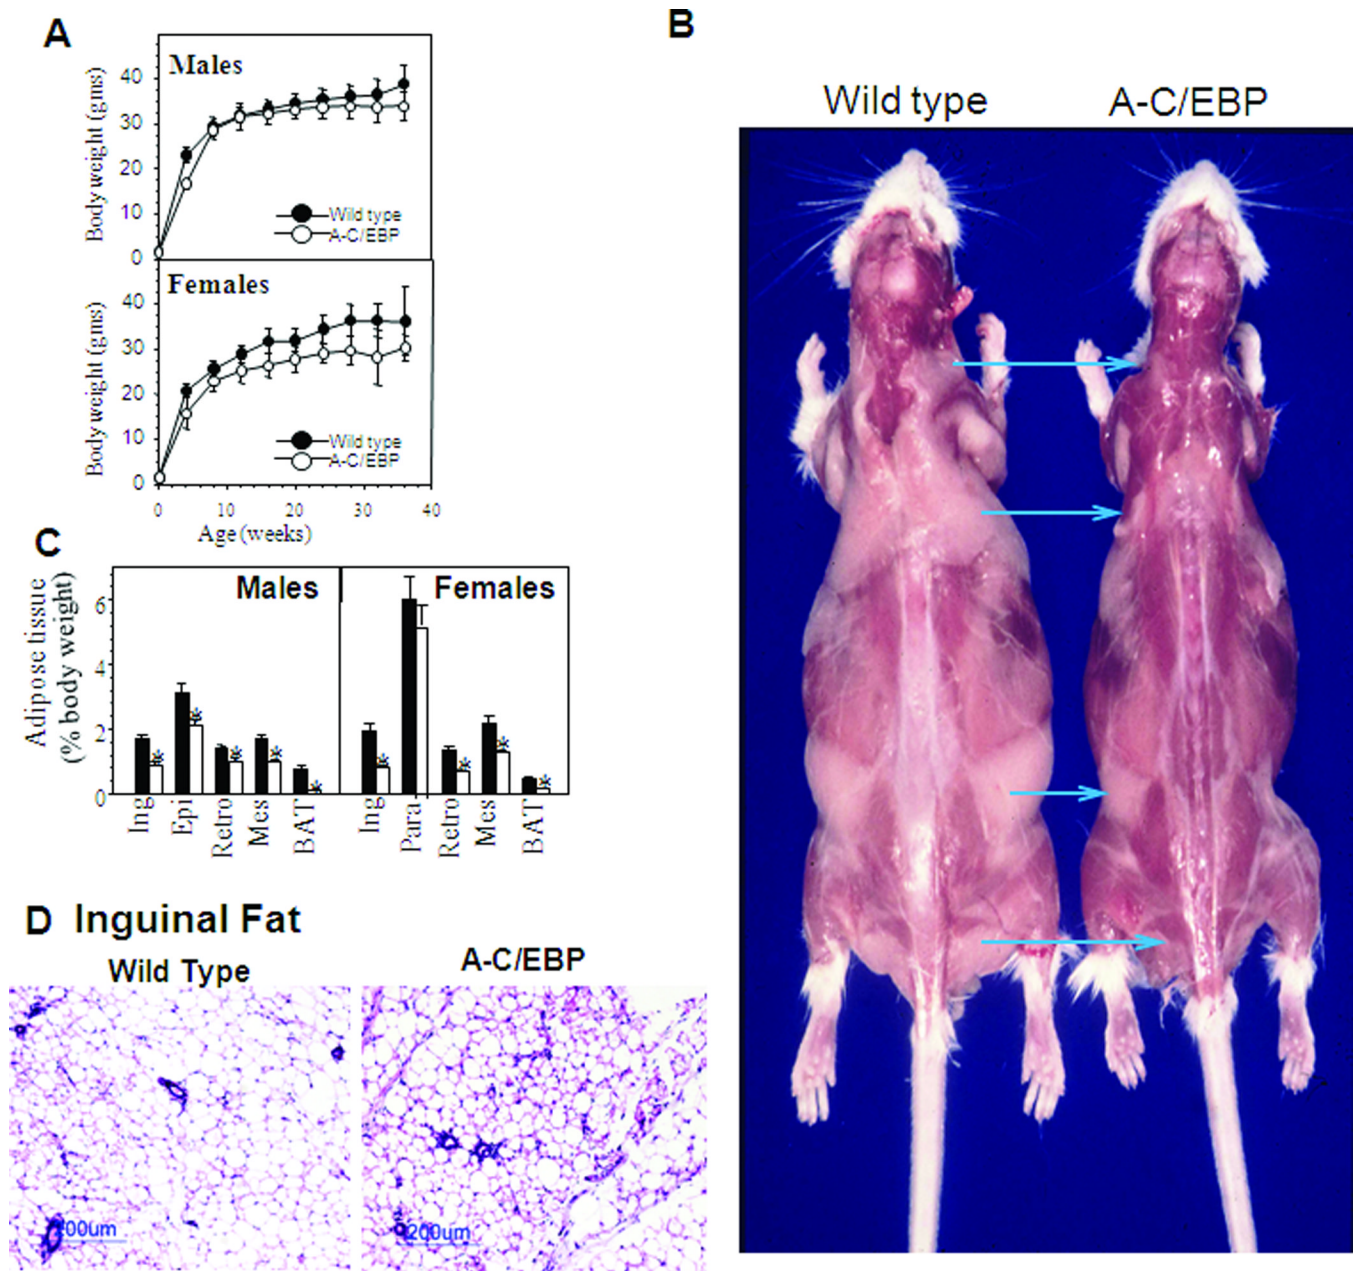 A
Males
Body weight (gms)
40
30
20
10
0
Wild type
A-C/EBP
Females
Body weight (gms)
40
30
20
10
0
Wild type
A-C/EBP
0 10 20 30 40
Age (weeks)
B
Wild type A-C/EBP
C
Adipose tissue
(% body weight)
6
4
2
0
Males Females
* * * * * * * * *
Ing Epi Retro Mes BAT Ing Para Retro Mes BAT
D Inguinal Fat
Wild Type A-C/EBP
200um 200um